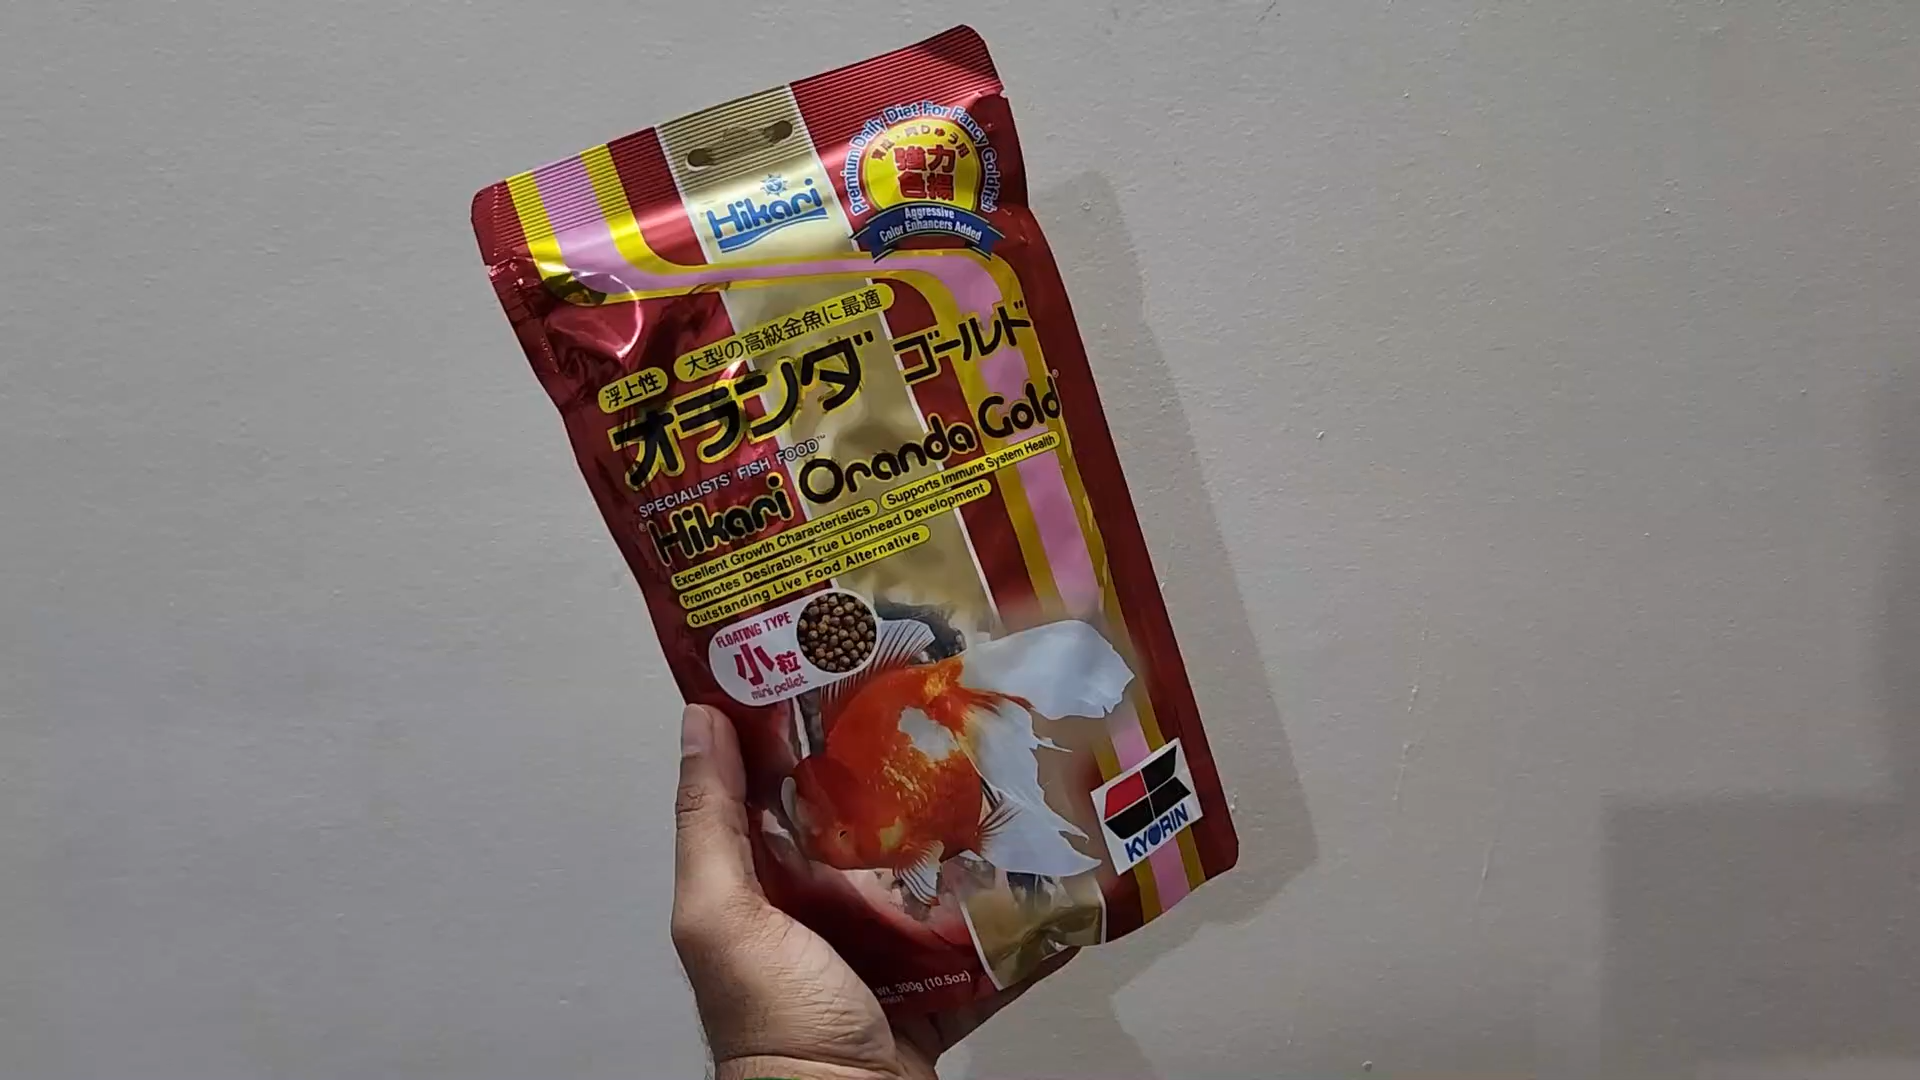 Hikari
Premium Daily Diet For Fancy Goldfish
強力
色揚
Aggressive
Color Enhancers Added
浮上性 大型の高級金魚に最適
オランダ ゴールド
SPECIALISTS' FISH FOOD™
Hikari Oranda Gold®
Excellent Growth Characteristics Supports Immune System Health
Promotes Desirable, True Lionhead Development
Outstanding Live Food Alternative
FLOATING TYPE
小粒
mini pellet
KYORIN
Wt. 300g (10.5oz)